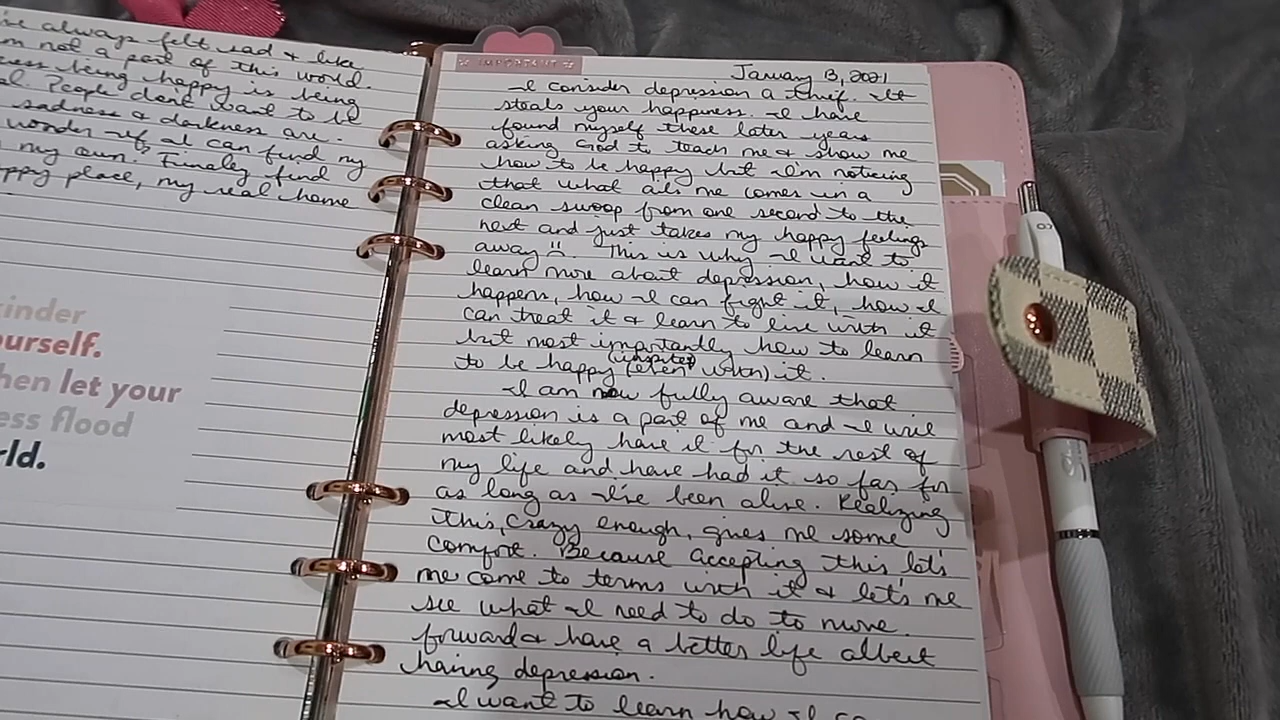 've always felt sad & like
m not a part of this world.
ness being happy is being
al. People dont want to be
sadness & darkness are.
wonder if I can find my
my own. Funaley find
appy place, my real home
kinder
ourself.
hen let your
ess flood
rld.
IMPORTANT
January 13, 2021
I consider depression a thief. It
steals your happiness. I have
found myself these later years
asking God to teach me & show me
how to be happy but I'm noticing
that what ails me comes in a
clean swoop from one second to the
next and just takes my happy feelings
away. This is why I want to
learn more about depression, how it
happens, how I can fight it, how I
can treat it & learn to live with it
but most importantly how to learn
(inspite)
to be happy (even with) it.
I am now fully aware that
depression is a part of me and I will
most likely have it for the rest of
my life and have had it so far for
as long as I've been alive. Realizing
this, crazy enough, gives me some
comfort. Because accepting this let's
me come to terms with it & let's me
see what I need to do to move
forward & have a better life albeit
having depression.
I want to learn how I